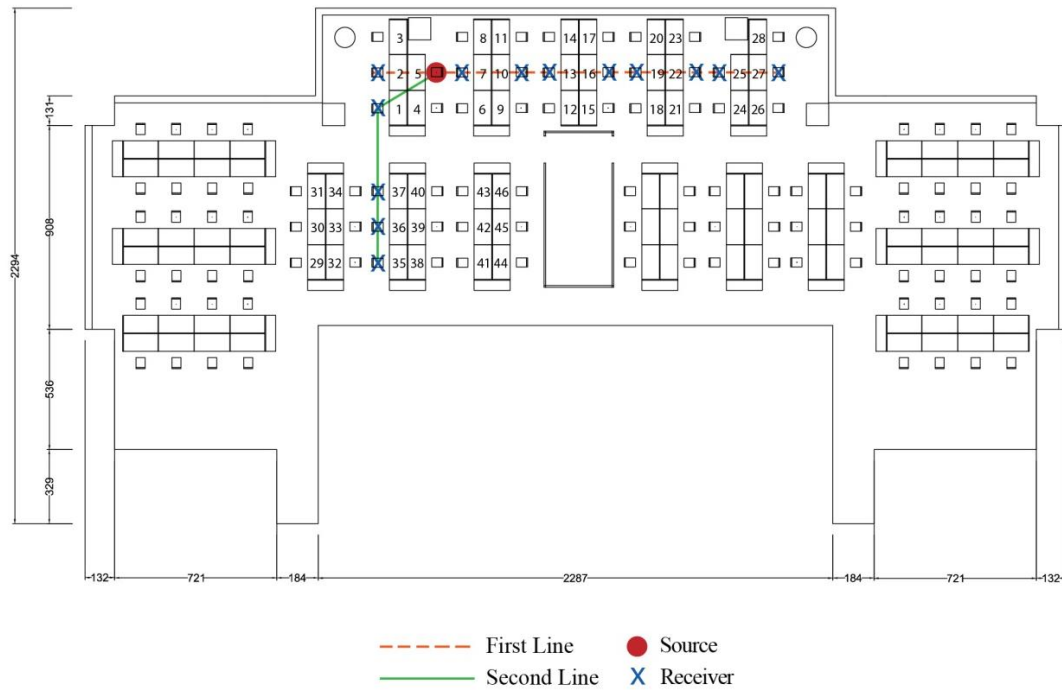 3 8 11 14 17 20 23 28
2 5 7 10 13 16 19 22 25 27
1 4 6 9 12 15 18 21 24 26
131
31 34 37 40 43 46
30 33 36 39 42 45
29 32 35 38 41 44
908
2294
536
329
132 721 184 2287 184 721 132
First Line Source
Second Line X Receiver